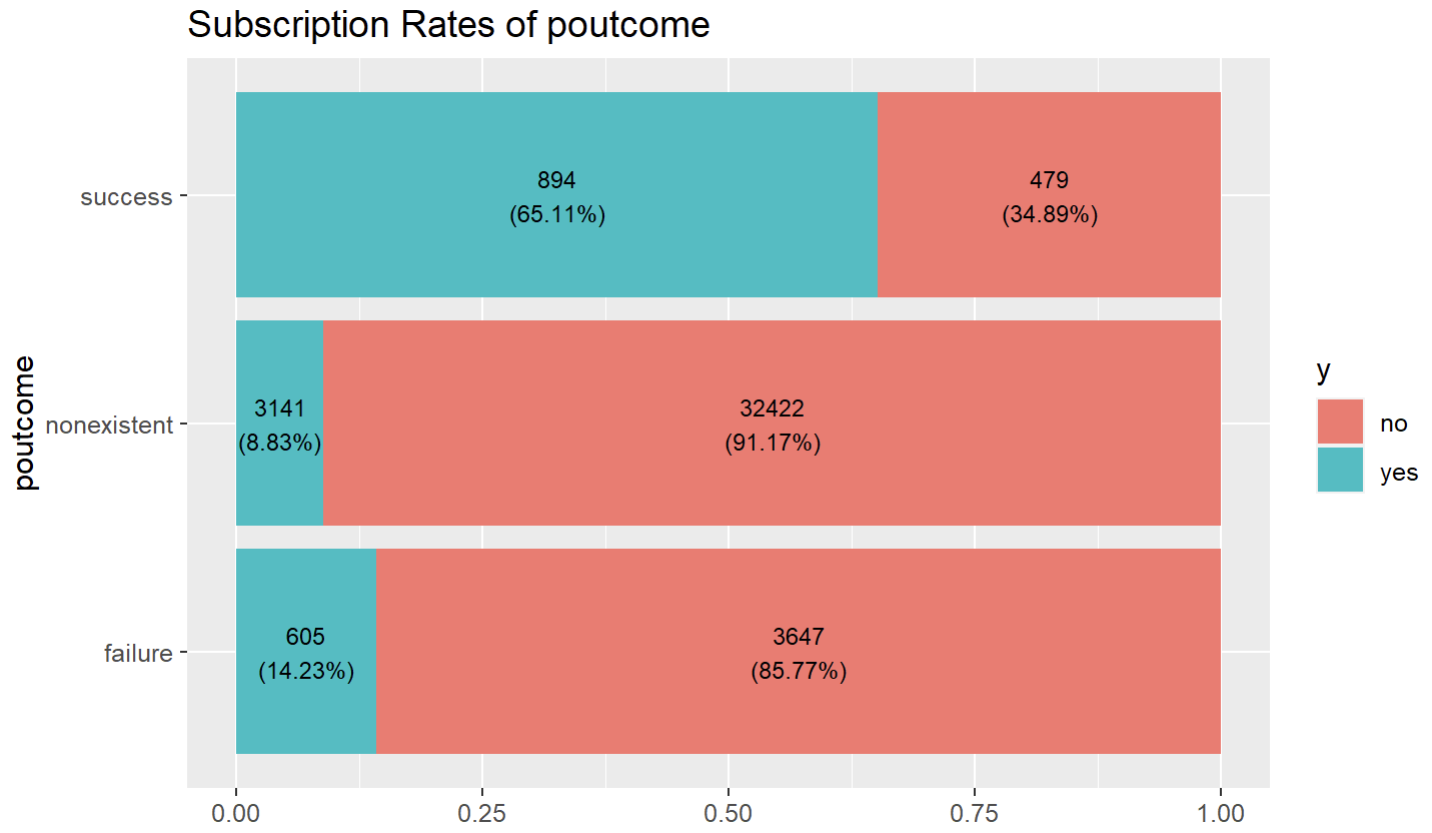 Subscription Rates of poutcome
poutcome
success
894
(65.11%)
479
(34.89%)
nonexistent
3141
(8.83%)
32422
(91.17%)
failure
605
(14.23%)
3647
(85.77%)
0.00
0.25
0.50
0.75
1.00
y
no
yes